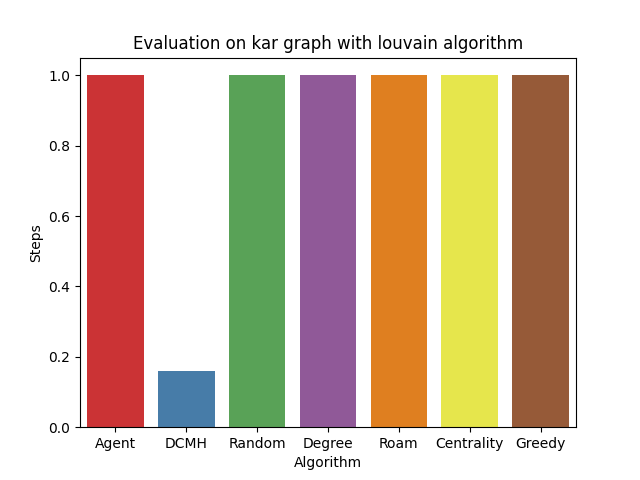 Evaluation on kar graph with louvain algorithm
1.0
0.8
0.6
0.4
0.2
0.0
Steps
Agent DCMH Random Degree Roam Centrality Greedy
Algorithm